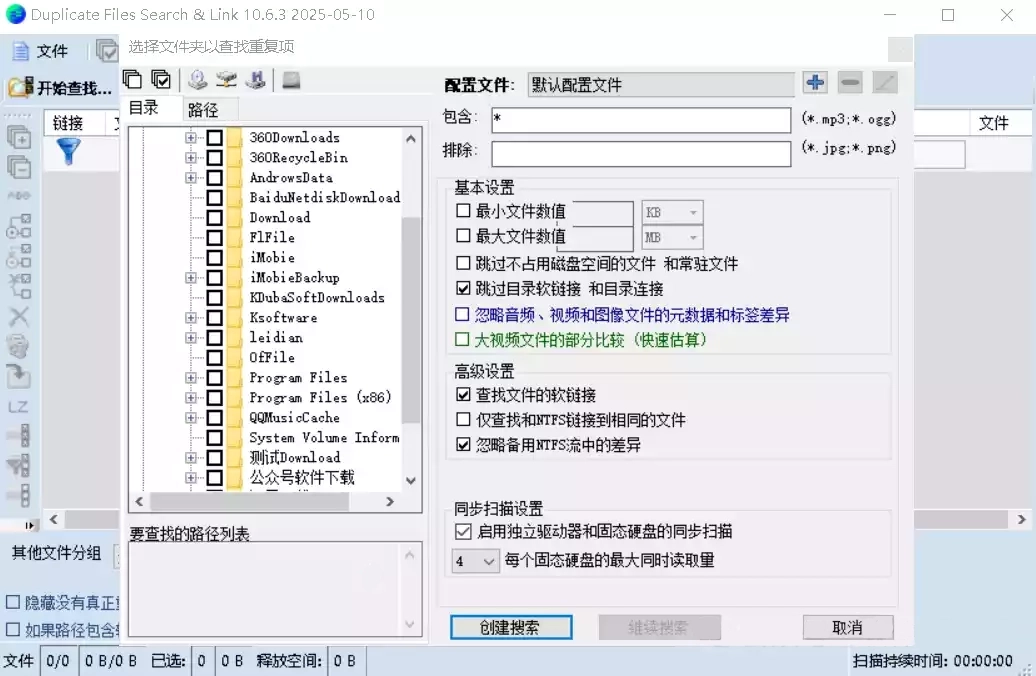 Duplicate Files Search & Link 10.6.3 2025-05-10
文件
选择文件夹以查找重复项
开始查找...
链接
文件
目录
路径
360Downloads
360RecycleBin
AndrowsData
BaiduNetdiskDownload
Download
FlFile
iMobie
iMobieBackup
KDubaSoftDownloads
Ksoftware
leidian
OfFile
Program Files
Program Files (x86)
QQMusicCache
System Volume Inform
测试Download
公众号软件下载
要查找的路径列表
配置文件:
默认配置文件
包含:
*
(*.mp3;*.ogg)
排除:
(*.jpg;*.png)
基本设置
最小文件数值
KB
最大文件数值
MB
跳过不占用磁盘空间的文件 和常驻文件
跳过目录软链接 和目录连接
忽略音频、视频和图像文件的元数据和标签差异
大视频文件的部分比较（快速估算）
高级设置
查找文件的软链接
仅查找和NTFS链接到相同的文件
忽略备用NTFS流中的差异
同步扫描设置
启用独立驱动器和固态硬盘的同步扫描
4
每个固态硬盘的最大同时读取量
创建搜索
继续搜索
取消
LZ
其他文件分组
隐藏没有真正
如果路径包含
文件 0/0 0 B/0 B 已选: 0 0 B 释放空间: 0 B
扫描持续时间: 00:00:00